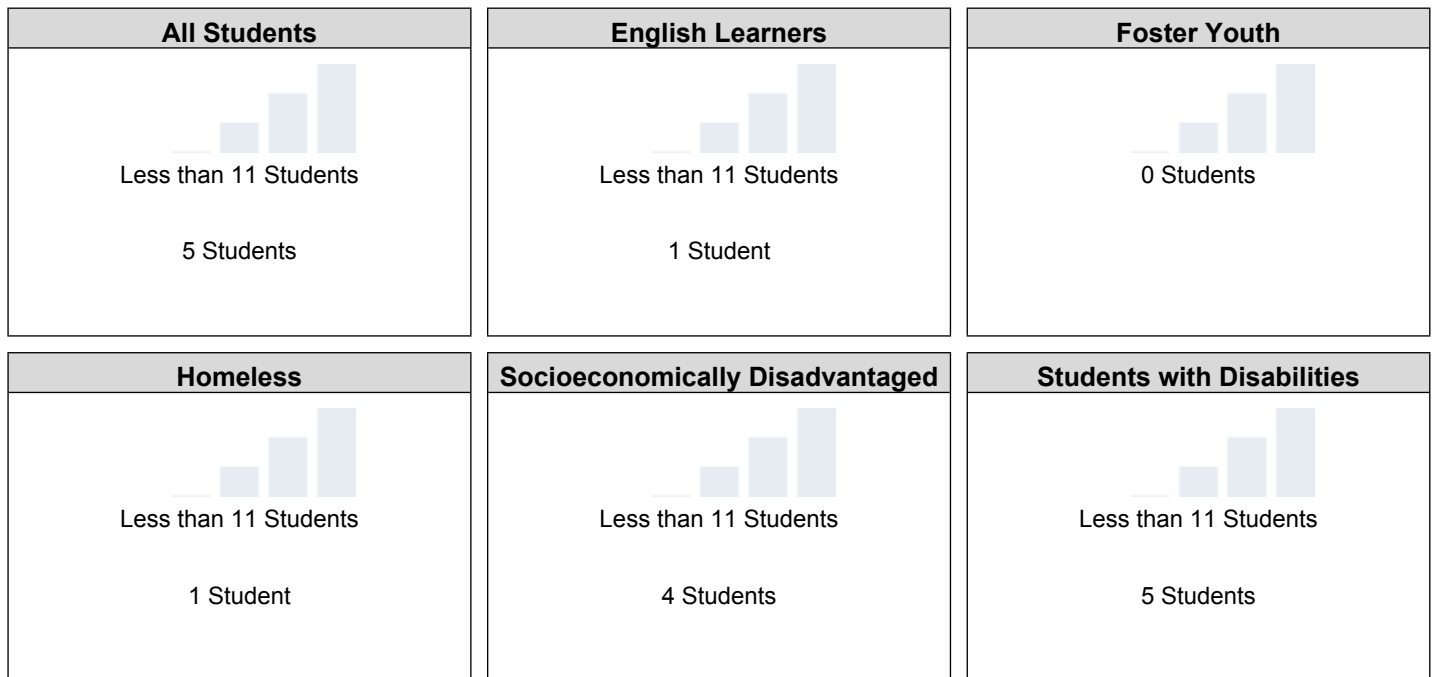 All Students
Less than 11 Students
5 Students
English Learners
Less than 11 Students
1 Student
Foster Youth
0 Students
Homeless
Less than 11 Students
1 Student
Socioeconomically Disadvantaged
Less than 11 Students
4 Students
Students with Disabilities
Less than 11 Students
5 Students